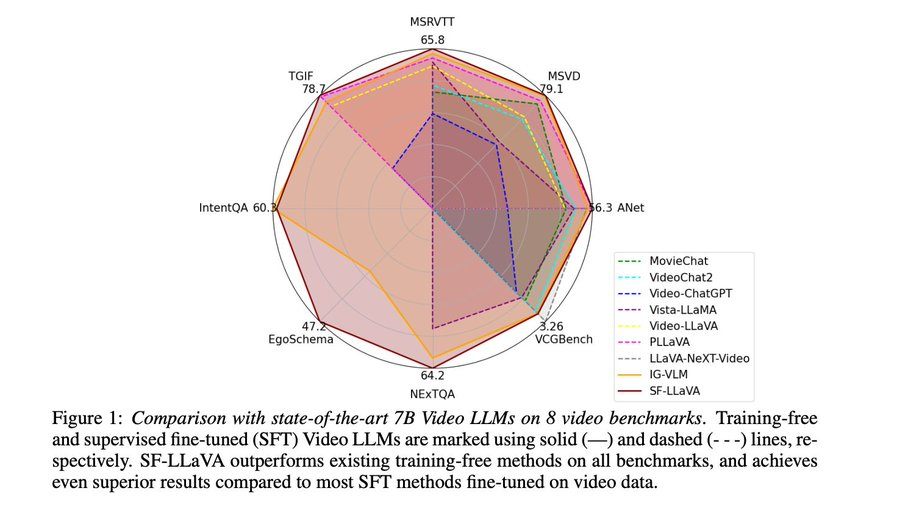 MSRVTT
65.8
TGIF
78.7
MSVD
79.1
IntentQA 60.3
56.3 ANet
47.2
EgoSchema
3.26
VCGBench
64.2
NExTQA
MovieChat
VideoChat2
Video-ChatGPT
Vista-LLaMA
Video-LLaVA
PLLaVA
LLaVA-NeXT-Video
IG-VLM
SF-LLaVA
Figure 1: Comparison with state-of-the-art 7B Video LLMs on 8 video benchmarks. Training-free
and supervised fine-tuned (SFT) Video LLMs are marked using solid (—) and dashed (- - -) lines, re-
spectively. SF-LLaVA outperforms existing training-free methods on all benchmarks, and achieves
even superior results compared to most SFT methods fine-tuned on video data.